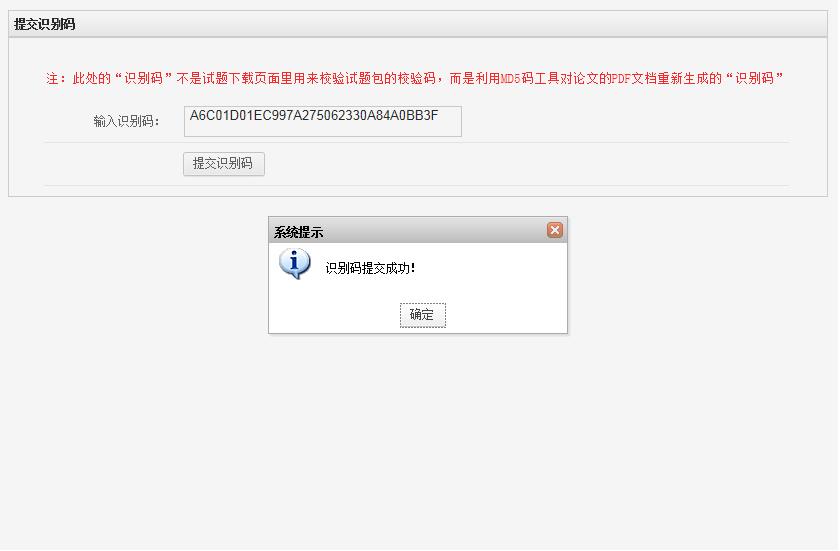 提交识别码
注：此处的“识别码”不是试题下载页面里用来校验试题包的校验码，而是利用MD5码工具对论文的PDF文档重新生成的“识别码”
输入识别码： A6C01D01EC997A275062330A84A0BB3F
提交识别码
系统提示
识别码提交成功！
确定